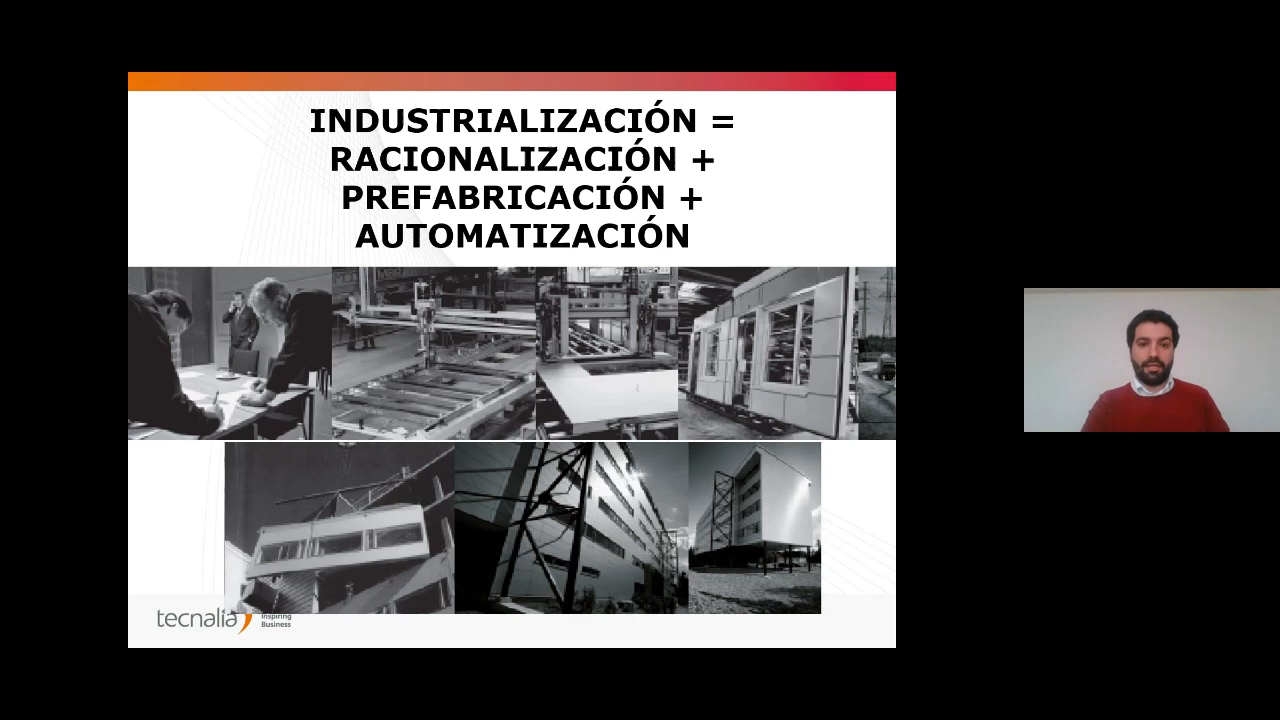 INDUSTRIALIZACIÓN =
RACIONALIZACIÓN +
PREFABRICACIÓN +
AUTOMATIZACIÓN
tecnalia
Inspiring
Business